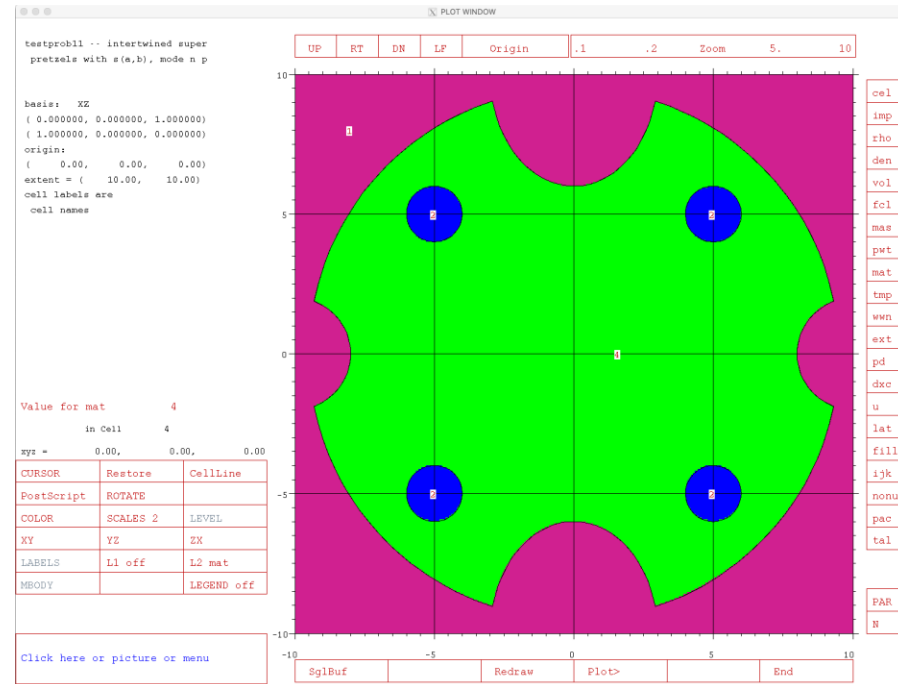 PLOT WINDOW
testprob11 -- intertwined super
pretzels with s(a,b), mode n p
basis: XZ
( 0.000000, 0.000000, 1.000000)
( 1.000000, 0.000000, 0.000000)
origin:
( 0.00, 0.00, 0.00)
extent = ( 10.00, 10.00)
cell labels are
cell names
Value for mat 4
in Cell 4
xyz = 0.00, 0.00, 0.00
CURSOR Restore CellLine
PostScript ROTATE
COLOR SCALES 2 LEVEL
XY YZ ZX
LABELS L1 off L2 mat
MBODY LEGEND off
Click here or picture or menu
UP RT DN LF Origin .1 .2 Zoom 5. 10
10
1
5
2 2
0
4
-5
2 2
-10
-10 -5 0 5 10
SglBuf Redraw Plot> End
cel
imp
rho
den
vol
fcl
mas
pwt
mat
tmp
wwn
ext
pd
dxc
u
lat
fill
ijk
nonu
pac
tal
PAR
N